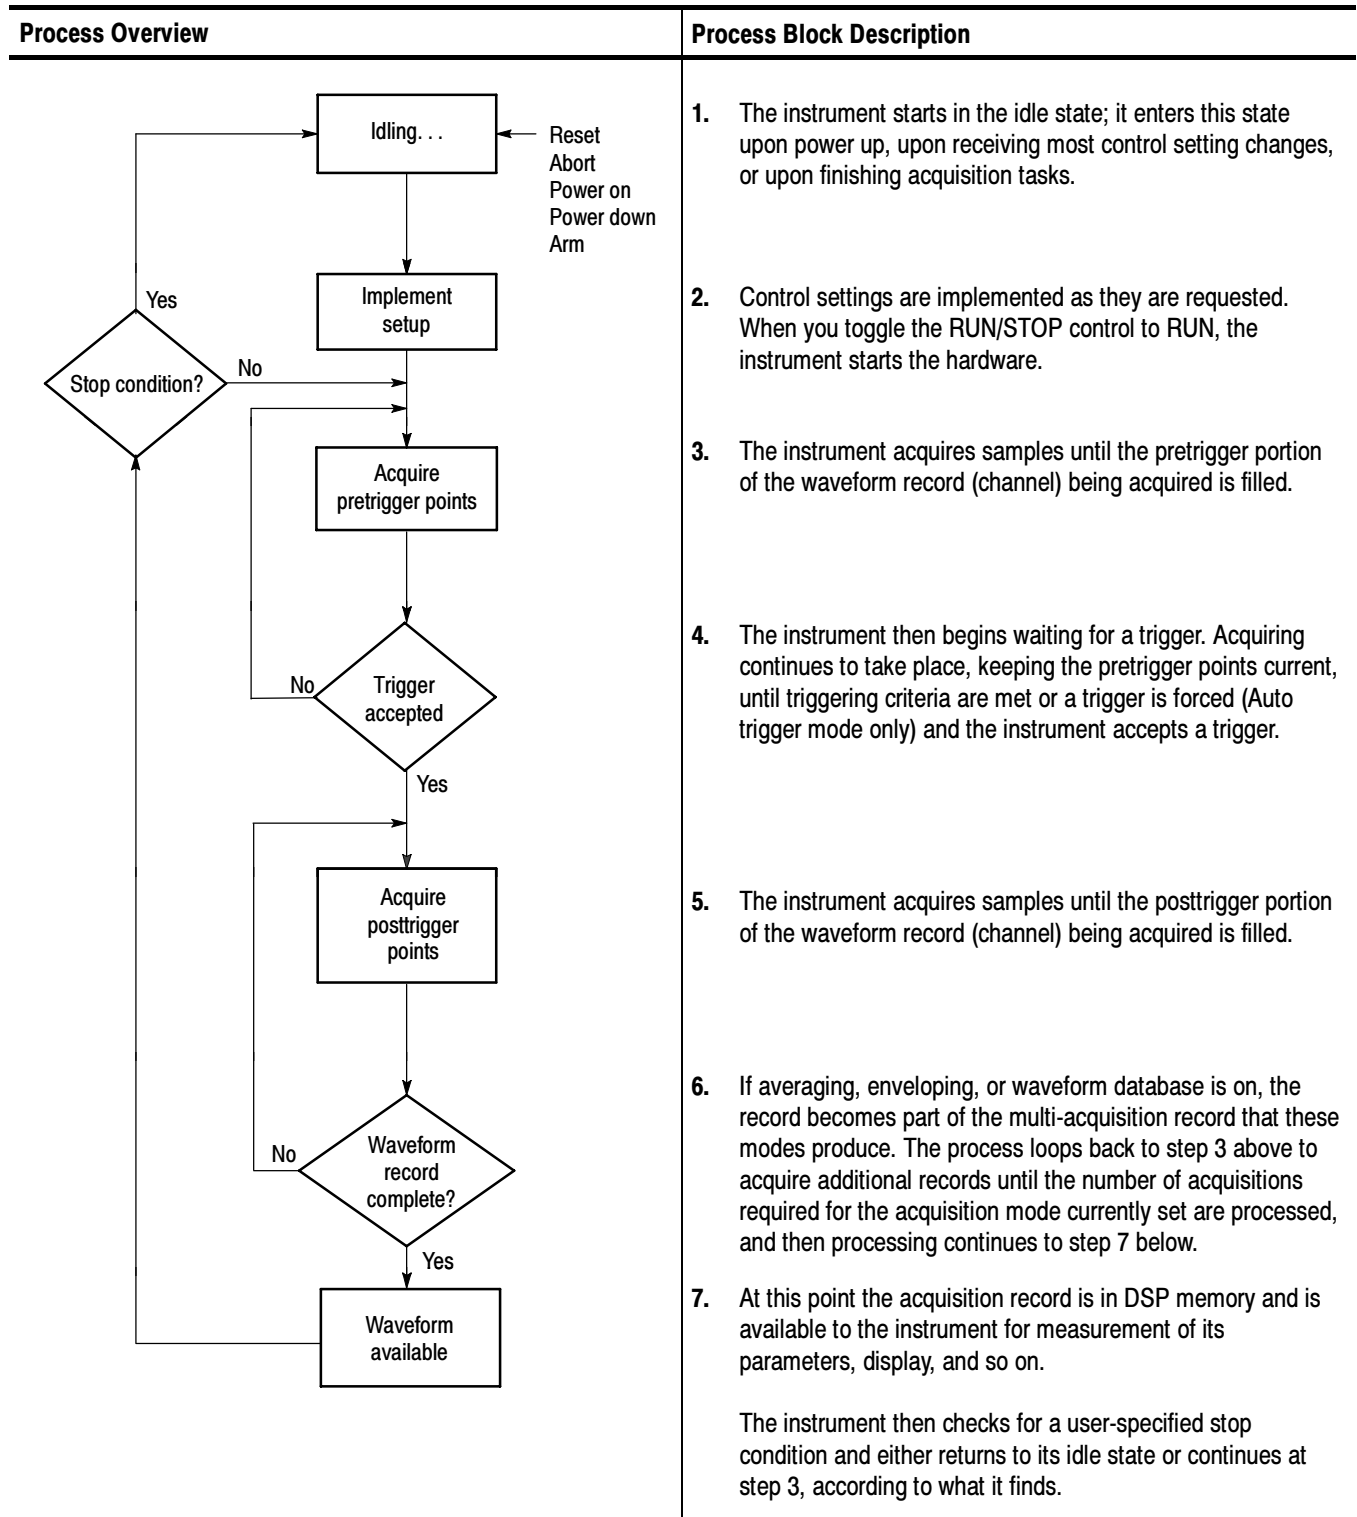 Process Overview
Process Block Description
Idling. . .
Reset
Abort
Power on
Power down
Arm
Implement
setup
Yes
Stop condition?
No
Acquire
pretrigger points
No
Trigger
accepted
Yes
Acquire
posttrigger
points
No
Waveform
record
complete?
Yes
Waveform
available
1. The instrument starts in the idle state; it enters this state
upon power up, upon receiving most control setting changes,
or upon finishing acquisition tasks.
2. Control settings are implemented as they are requested.
When you toggle the RUN/STOP control to RUN, the
instrument starts the hardware.
3. The instrument acquires samples until the pretrigger portion
of the waveform record (channel) being acquired is filled.
4. The instrument then begins waiting for a trigger. Acquiring
continues to take place, keeping the pretrigger points current,
until triggering criteria are met or a trigger is forced (Auto
trigger mode only) and the instrument accepts a trigger.
5. The instrument acquires samples until the posttrigger portion
of the waveform record (channel) being acquired is filled.
6. If averaging, enveloping, or waveform database is on, the
record becomes part of the multi-acquisition record that these
modes produce. The process loops back to step 3 above to
acquire additional records until the number of acquisitions
required for the acquisition mode currently set are processed,
and then processing continues to step 7 below.
7. At this point the acquisition record is in DSP memory and is
available to the instrument for measurement of its
parameters, display, and so on.
The instrument then checks for a user-specified stop
condition and either returns to its idle state or continues at
step 3, according to what it finds.